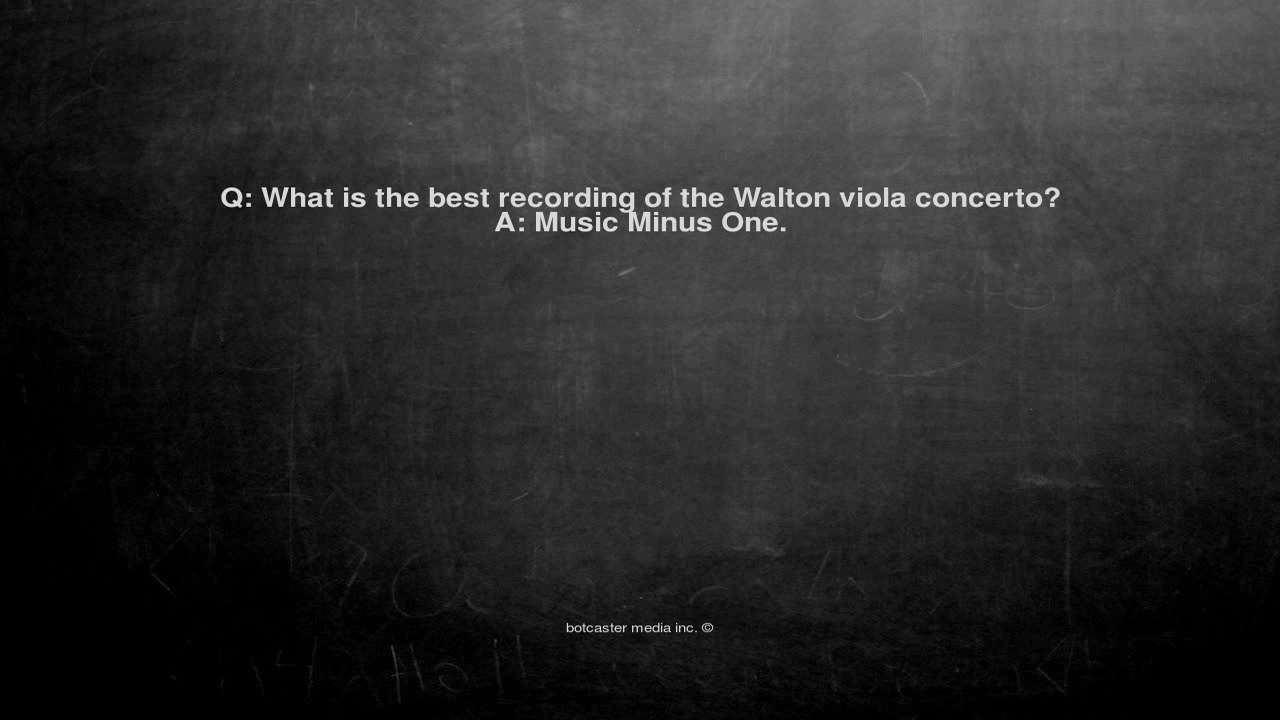 Q: What is the best recording of the Walton viola concerto?
A: Music Minus One.
botcaster media inc. ©